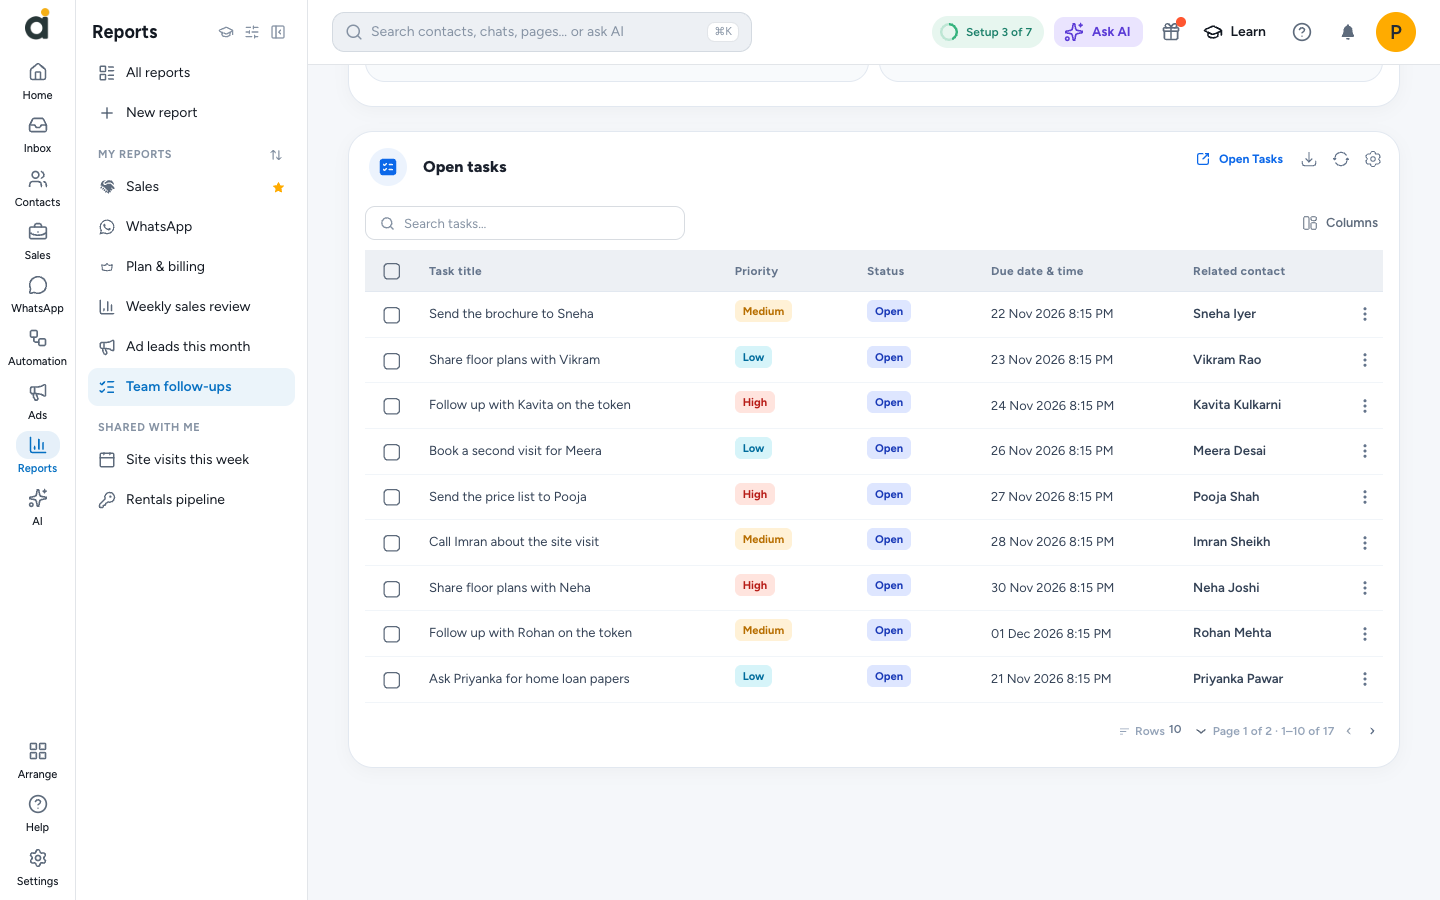 Reports
Search contacts, chats, pages... or ask AI
⌘K
Setup 3 of 7
Ask AI
Learn
P
Home
Inbox
Contacts
Sales
WhatsApp
Automation
Ads
Reports
AI
Arrange
Help
Settings
All reports
New report
MY REPORTS
Sales
WhatsApp
Plan & billing
Weekly sales review
Ad leads this month
Team follow-ups
SHARED WITH ME
Site visits this week
Rentals pipeline
Open tasks
Open Tasks
Search tasks...
Columns
Task title Priority Status Due date & time Related contact
Send the brochure to Sneha Medium Open 22 Nov 2026 8:15 PM Sneha Iyer
Share floor plans with Vikram Low Open 23 Nov 2026 8:15 PM Vikram Rao
Follow up with Kavita on the token High Open 24 Nov 2026 8:15 PM Kavita Kulkarni
Book a second visit for Meera Low Open 26 Nov 2026 8:15 PM Meera Desai
Send the price list to Pooja High Open 27 Nov 2026 8:15 PM Pooja Shah
Call Imran about the site visit Medium Open 28 Nov 2026 8:15 PM Imran Sheikh
Share floor plans with Neha High Open 30 Nov 2026 8:15 PM Neha Joshi
Follow up with Rohan on the token Medium Open 01 Dec 2026 8:15 PM Rohan Mehta
Ask Priyanka for home loan papers Low Open 21 Nov 2026 8:15 PM Priyanka Pawar
Rows 10 Page 1 of 2 · 1–10 of 17